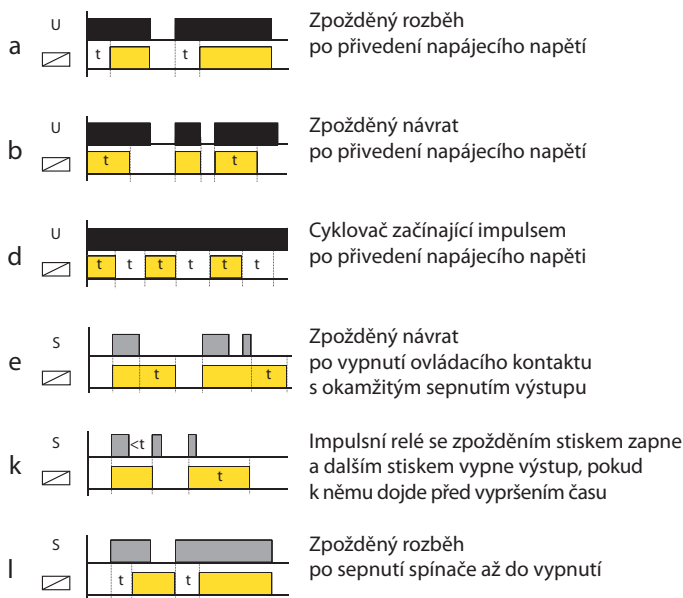 U
a
t
t
Zpožděný rozběh
po přivedení napájecího napětí
U
b
t
t
Zpožděný návrat
po přivedení napájecího napětí
U
d
t t t t t t
Cyklovač začínající impulsem
po přivedení napájecího napěti
S
e
t
t
Zpožděný návrat
po vypnutí ovládacího kontaktu
s okamžitým sepnutím výstupu
S
k
<t
t
Impulsní relé se zpožděním stiskem zapne
a dalším stiskem vypne výstup, pokud
k němu dojde před vypršením času
S
l
t
t
Zpožděný rozběh
po sepnutí spínače až do vypnutí